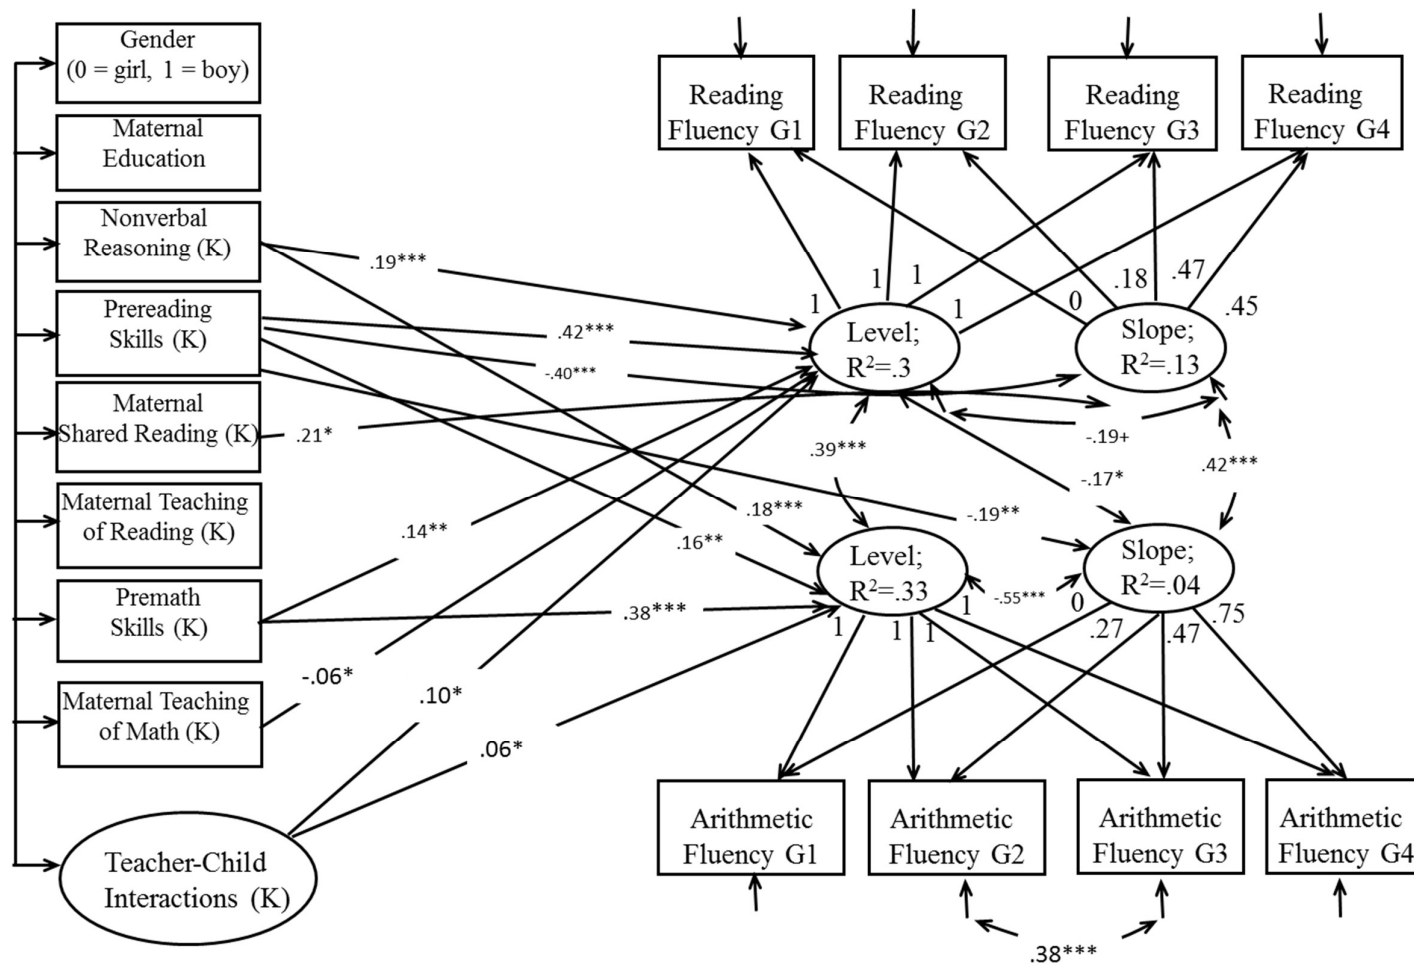 Gender
(0 = girl, 1 = boy)
Maternal
Education
Nonverbal
Reasoning (K)
Prereading
Skills (K)
Maternal
Shared Reading (K)
Maternal Teaching
of Reading (K)
Premath
Skills (K)
Maternal Teaching
of Math (K)
Teacher-Child
Interactions (K)
Reading
Fluency G1
Reading
Fluency G2
Reading
Fluency G3
Reading
Fluency G4
1
1
1
1
0
.18
.47
.45
Level;
R²=.3
Slope;
R²=.13
.19***
.42***
-.40***
.21*
.39***
-.19+
-.17*
.42***
.14**
.18***
.16**
-.19**
.38***
-.06*
.10*
.06*
Level;
R²=.33
-.55***
Slope;
R²=.04
1
1
1
1
0
.27
.47
.75
Arithmetic
Fluency G1
Arithmetic
Fluency G2
Arithmetic
Fluency G3
Arithmetic
Fluency G4
.38***